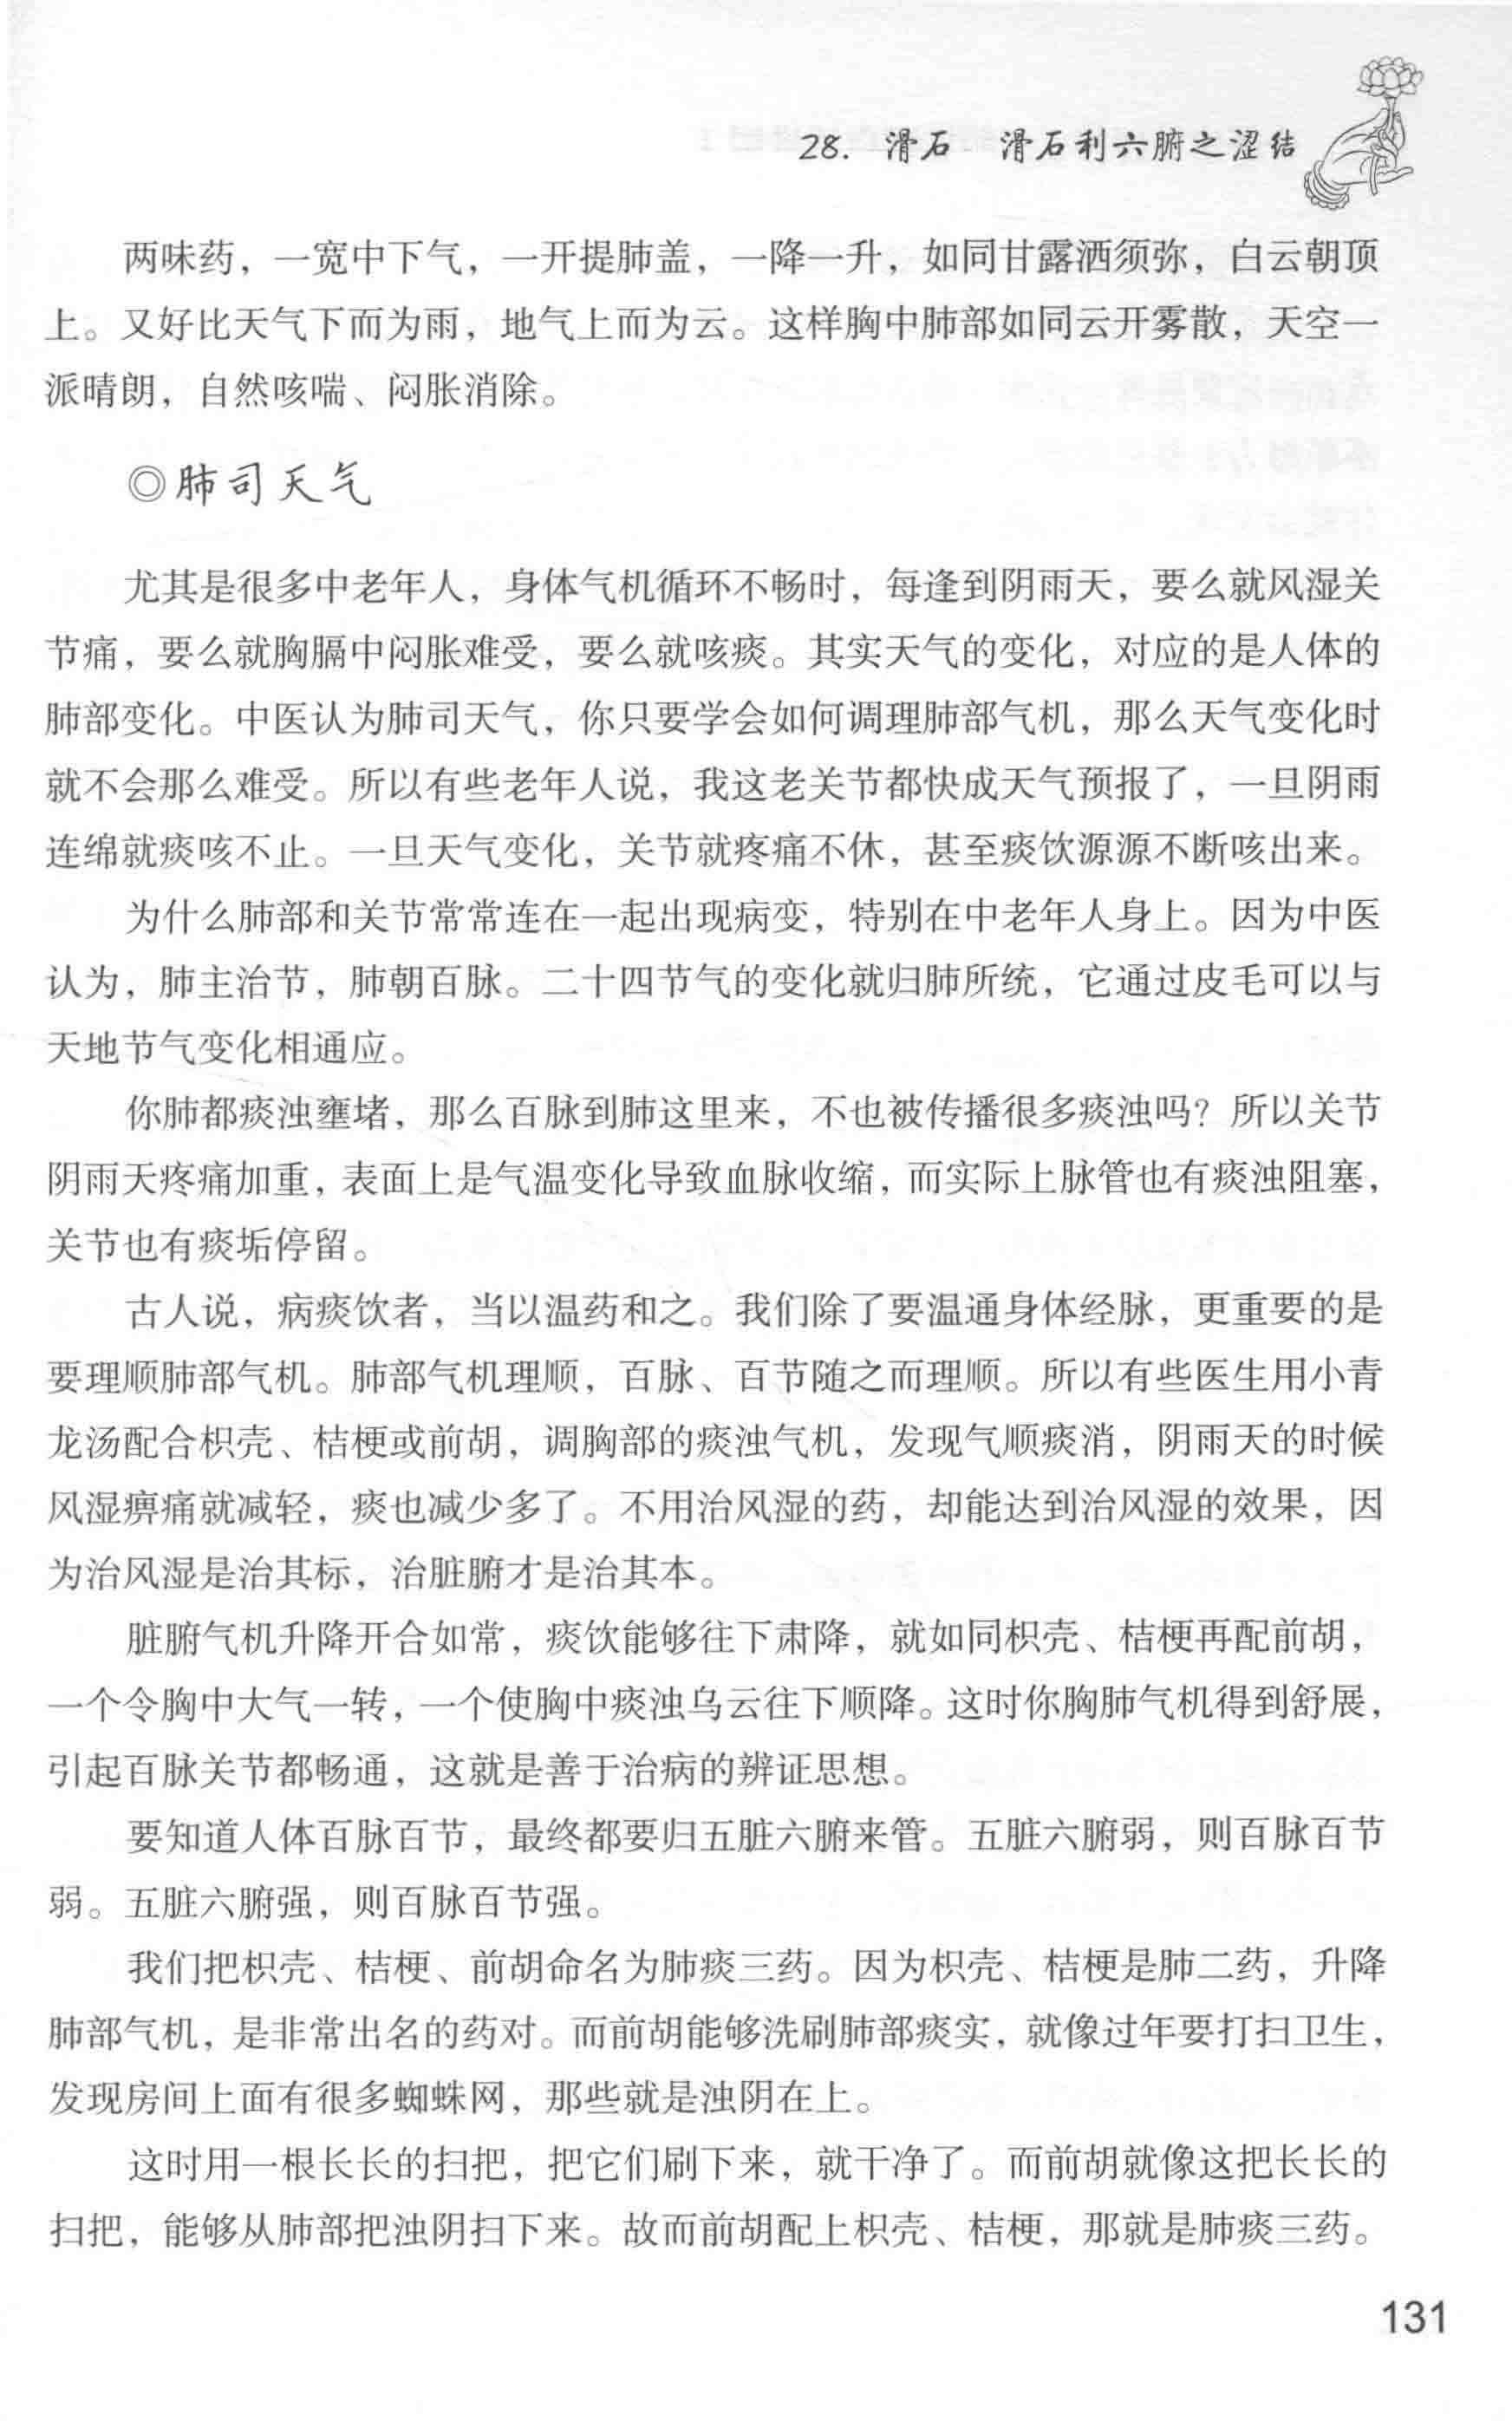 28. 滑石 滑石利六腑之涩结
两味药，一宽中下气，一开提肺盖，一降一升，如同甘露洒须弥，白云朝顶
上。又好比天气下而为雨，地气上而为云。这样胸中肺部如同云开雾散，天空一
派晴朗，自然咳喘、闷胀消除。
◎肺司天气
尤其是很多中老年人，身体气机循环不畅时，每逢到阴雨天，要么就风湿关
节痛，要么就胸膈中闷胀难受，要么就咳痰。其实天气的变化，对应的是人体的
肺部变化。中医认为肺司天气，你只要学会如何调理肺部气机，那么天气变化时
就不会那么难受。所以有些老年人说，我这老关节都快成天气预报了，一旦阴雨
连绵就痰咳不止。一旦天气变化，关节就疼痛不休，甚至痰饮源源不断咳出来。
为什么肺部和关节常常连在一起出现病变，特别在中老年人身上。因为中医
认为，肺主治节，肺朝百脉。二十四节气的变化就归肺所统，它通过皮毛可以与
天地节气变化相通应。
你肺都痰浊壅堵，那么百脉到肺这里来，不也被传播很多痰浊吗？所以关节
阴雨天疼痛加重，表面上是气温变化导致血脉收缩，而实际上脉管也有痰浊阻塞，
关节也有痰垢停留。
古人说，病痰饮者，当以温药和之。我们除了要温通身体经脉，更重要的是
要理顺肺部气机。肺部气机理顺，百脉、百节随之而理顺。所以有些医生用小青
龙汤配合枳壳、桔梗或前胡，调胸部的痰浊气机，发现气顺痰消，阴雨天的时候
风湿痹痛就减轻，痰也减少多了。不用治风湿的药，却能达到治风湿的效果，因
为治风湿是治其标，治脏腑才是治其本。
脏腑气机升降开合如常，痰饮能够往下肃降，就如同枳壳、桔梗再配前胡，
一个令胸中大气一转，一个使胸中痰浊乌云往下顺降。这时你胸肺气机得到舒展，
引起百脉关节都畅通，这就是善于治病的辨证思想。
要知道人体百脉百节，最终都要归五脏六腑来管。五脏六腑弱，则百脉百节
弱。五脏六腑强，则百脉百节强。
我们把枳壳、桔梗、前胡命名为肺痰三药。因为枳壳、桔梗是肺二药，升降
肺部气机，是非常出名的药对。而前胡能够洗刷肺部痰实，就像过年要打扫卫生，
发现房间上面有很多蜘蛛网，那些就是浊阴在上。
这时用一根长长的扫把，把它们刷下来，就干净了。而前胡就像这把长长的
扫把，能够从肺部把浊阴扫下来。故而前胡配上枳壳、桔梗，那就是肺痰三药。
131